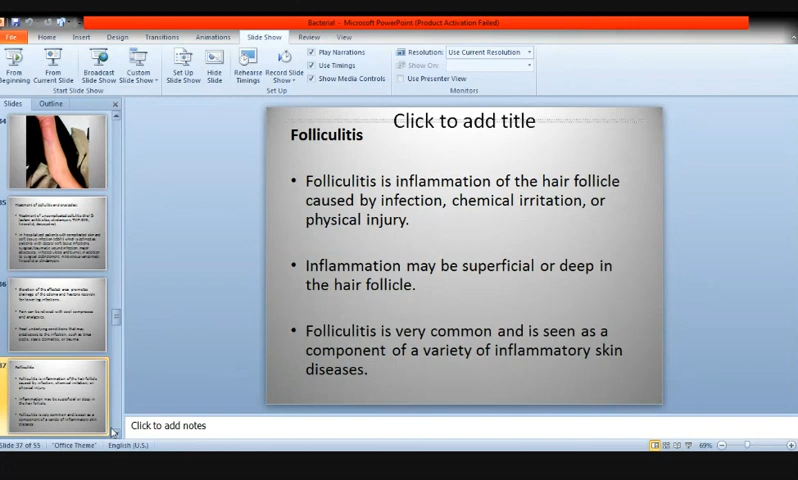 Bacterial - Microsoft PowerPoint (Product Activation Failed)
File Home Insert Design Transitions Animations Slide Show Review View
From Beginning
From Current Slide
Broadcast Slide Show
Custom Slide Show
Set Up Slide Show
Hide Slide
Rehearse Timings
Record Slide Show
Play Narrations
Use Timings
Show Media Controls
Resolution: Use Current Resolution
Show On:
Use Presenter View
Start Slide Show
Set Up
Monitors
Slides Outline
35
36
Click to add title
Folliculitis
• Folliculitis is inflammation of the hair follicle
caused by infection, chemical irritation, or
physical injury.
• Inflammation may be superficial or deep in
the hair follicle.
• Folliculitis is very common and is seen as a
component of a variety of inflammatory skin
diseases.
Click to add notes
Slide 37 of 55 "Office Theme" English (U.S.) 69%